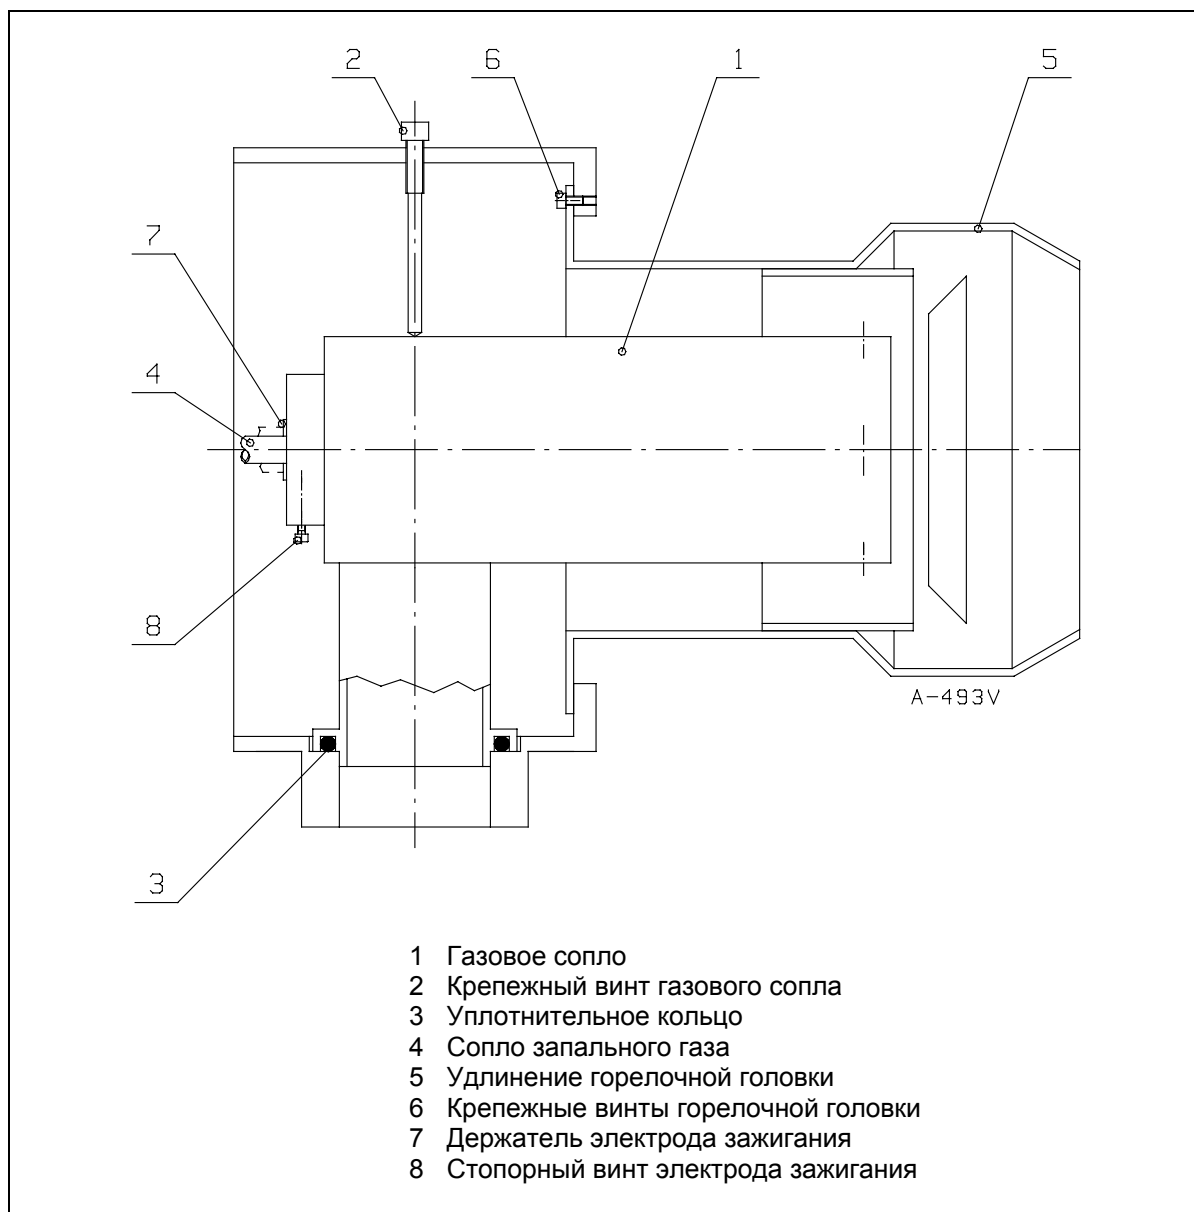 2
6
1
5
7
4
8
A-493V
3
1 Газовое сопло
2 Крепежный винт газового сопла
3 Уплотнительное кольцо
4 Сопло запального газа
5 Удлинение горелочной головки
6 Крепежные винты горелочной головки
7 Держатель электрода зажигания
8 Стопорный винт электрода зажигания